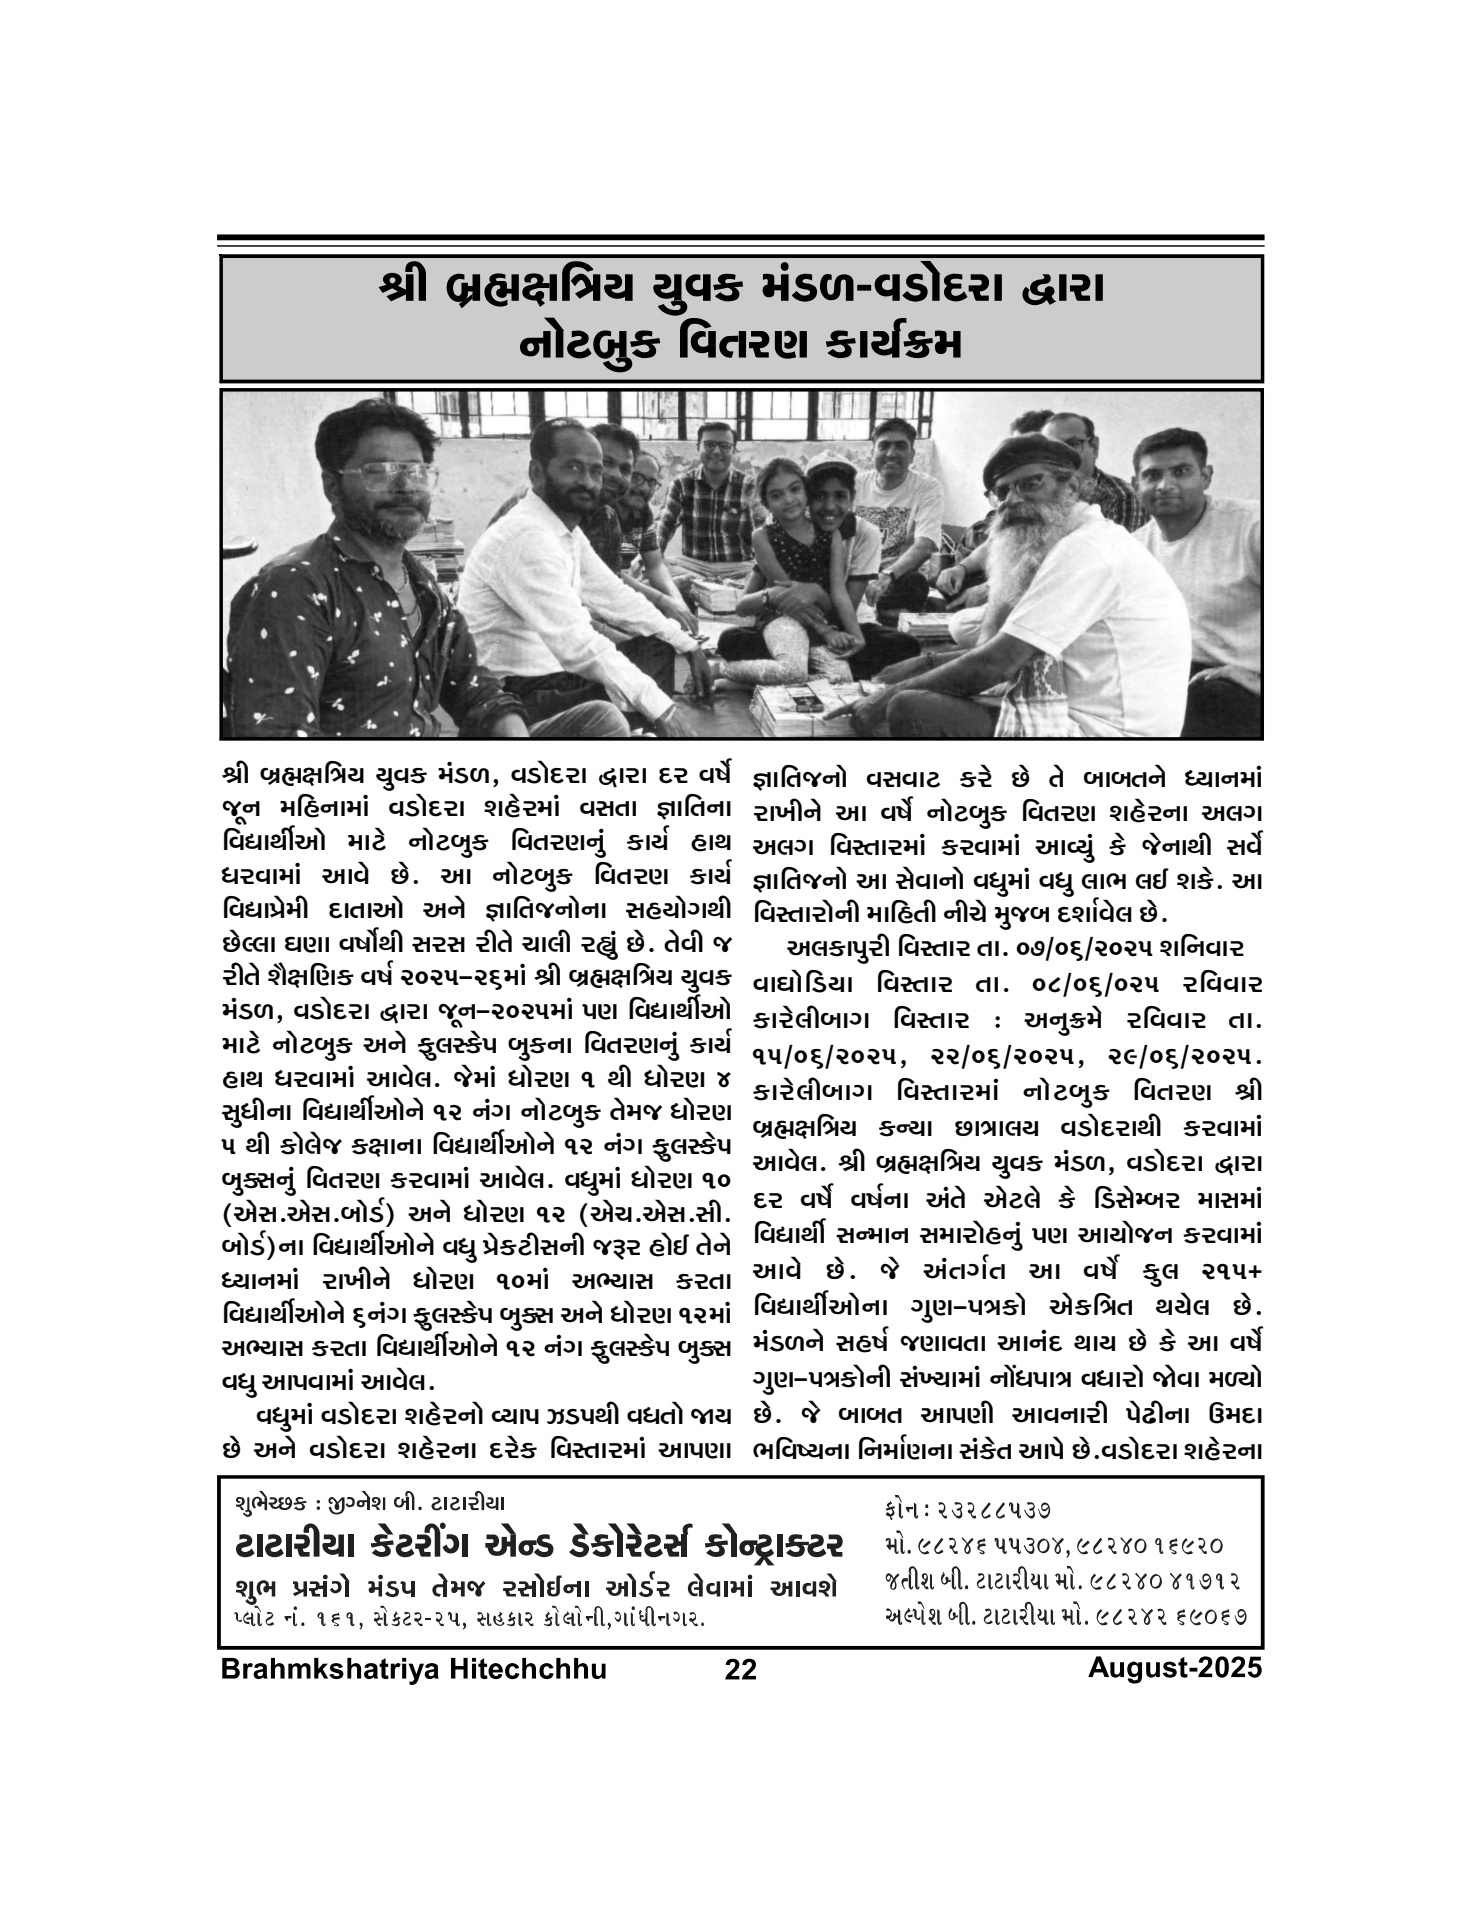 શ્રી બ્રહ્મક્ષત્રિય યુવક મંડળ-વડોદરા દ્વારા
નોટબુક વિતરણ કાર્યક્રમ
શ્રી બ્રહ્મક્ષત્રિય યુવક મંડળ, વડોદરા દ્વારા દર વર્ષે
જૂન મહિનામાં વડોદરા શહેરમાં વસતા જ્ઞાતિના
વિદ્યાર્થીઓ માટે નોટબુક વિતરણનું કાર્ય હાથ
ધરવામાં આવે છે. આ નોટબુક વિતરણ કાર્ય
વિદ્યાપ્રેમી દાતાઓ અને જ્ઞાતિજનોના સહયોગથી
છેલ્લા ઘણા વર્ષોથી સરસ રીતે ચાલી રહ્યું છે. તેવી જ
રીતે શૈક્ષણિક વર્ષ ૨૦૨૫–૨૬માં શ્રી બ્રહ્મક્ષત્રિય યુવક
મંડળ, વડોદરા દ્વારા જૂન–૨૦૨૫માં પણ વિદ્યાર્થીઓ
માટે નોટબુક અને ફુલસ્કેપ બુકના વિતરણનું કાર્ય
હાથ ધરવામાં આવેલ. જેમાં ધોરણ ૧ થી ધોરણ ૪
સુધીના વિદ્યાર્થીઓને ૧૨ નંગ નોટબુક તેમજ ધોરણ
૫ થી કોલેજ કક્ષાના વિદ્યાર્થીઓને ૧૨ નંગ ફુલસ્કેપ
બુક્સનું વિતરણ કરવામાં આવેલ. વધુમાં ધોરણ ૧૦
(એસ.એસ.બોર્ડ) અને ધોરણ ૧૨ (એચ.એસ.સી.
બોર્ડ)ના વિદ્યાર્થીઓને વધુ પ્રેકટીસની જરૂર હોઈ તેને
ધ્યાનમાં રાખીને ધોરણ ૧૦માં અભ્યાસ કરતા
વિદ્યાર્થીઓને ૬નંગ ફુલસ્કેપ બુક્સ અને ધોરણ ૧૨માં
અભ્યાસ કરતા વિદ્યાર્થીઓને ૧૨ નંગ ફુલસ્કેપ બુક્સ
વધુ આપવામાં આવેલ.
વધુમાં વડોદરા શહેરનો વ્યાપ ઝડપથી વધતો જાય
છે અને વડોદરા શહેરના દરેક વિસ્તારમાં આપણા
જ્ઞાતિજનો વસવાટ કરે છે તે બાબતને ધ્યાનમાં
રાખીને આ વર્ષે નોટબુક વિતરણ શહેરના અલગ
અલગ વિસ્તારમાં કરવામાં આવ્યું કે જેનાથી સર્વે
જ્ઞાતિજનો આ સેવાનો વધુમાં વધુ લાભ લઈ શકે. આ
વિસ્તારોની માહિતી નીચે મુજબ દર્શાવેલ છે.
અલકાપુરી વિસ્તાર તા. ૦૭/૦૬/૨૦૨૫ શનિવાર
વાઘોડિયા વિસ્તાર તા. ૦૮/૦૬/૦૨૫ રવિવાર
કારેલીબાગ વિસ્તાર : અનુક્રમે રવિવાર તા.
૧૫/૦૬/૨૦૨૫, ૨૨/૦૬/૨૦૨૫, ૨૯/૦૬/૨૦૨૫.
કારેલીબાગ વિસ્તારમાં નોટબુક વિતરણ શ્રી
બ્રહ્મક્ષત્રિય કન્યા છાત્રાલય વડોદરાથી કરવામાં
આવેલ. શ્રી બ્રહ્મક્ષત્રિય યુવક મંડળ, વડોદરા દ્વારા
દર વર્ષે વર્ષના અંતે એટલે કે ડિસેમ્બર માસમાં
વિદ્યાર્થી સન્માન સમારોહનું પણ આયોજન કરવામાં
આવે છે. જે અંતર્ગત આ વર્ષે કુલ ૨૧૫+
વિદ્યાર્થીઓના ગુણ–પત્રકો એકત્રિત થયેલ છે.
મંડળને સહર્ષ જણાવતા આનંદ થાય છે કે આ વર્ષે
ગુણ–પત્રકોની સંખ્યામાં નોંધપાત્ર વધારો જોવા મળ્યો
છે. જે બાબત આપણી આવનારી પેઢીના ઉમદા
ભવિષ્યના નિર્માણના સંકેત આપે છે.વડોદરા શહેરના
શુભેચ્છક : જીગ્નેશ બી. ટાટારીયા
ટાટારીયા કેટરીંગ એન્ડ ડેકોરેટર્સ કોન્ટ્રાક્ટર
શુભ પ્રસંગે મંડપ તેમજ રસોઈના ઓર્ડર લેવામાં આવશે
પ્લોટ નં. ૧૬૧, સેક્ટર-૨૫, સહકાર કોલોની,ગાંધીનગર.
ફોન : ૨૩૨૮૮૫૩૭
મો. ૯૮૨૪૬ ૫૫૩૦૪, ૯૮૨૪૦ ૧૬૯૨૦
જતીશ બી. ટાટારીયા મો. ૯૮૨૪૦ ૪૧૭૧૨
અલ્પેશ બી. ટાટારીયા મો. ૯૮૨૪૨ ૬૯૦૬૭
Brahmkshatriya Hitechchhu 22 August-2025